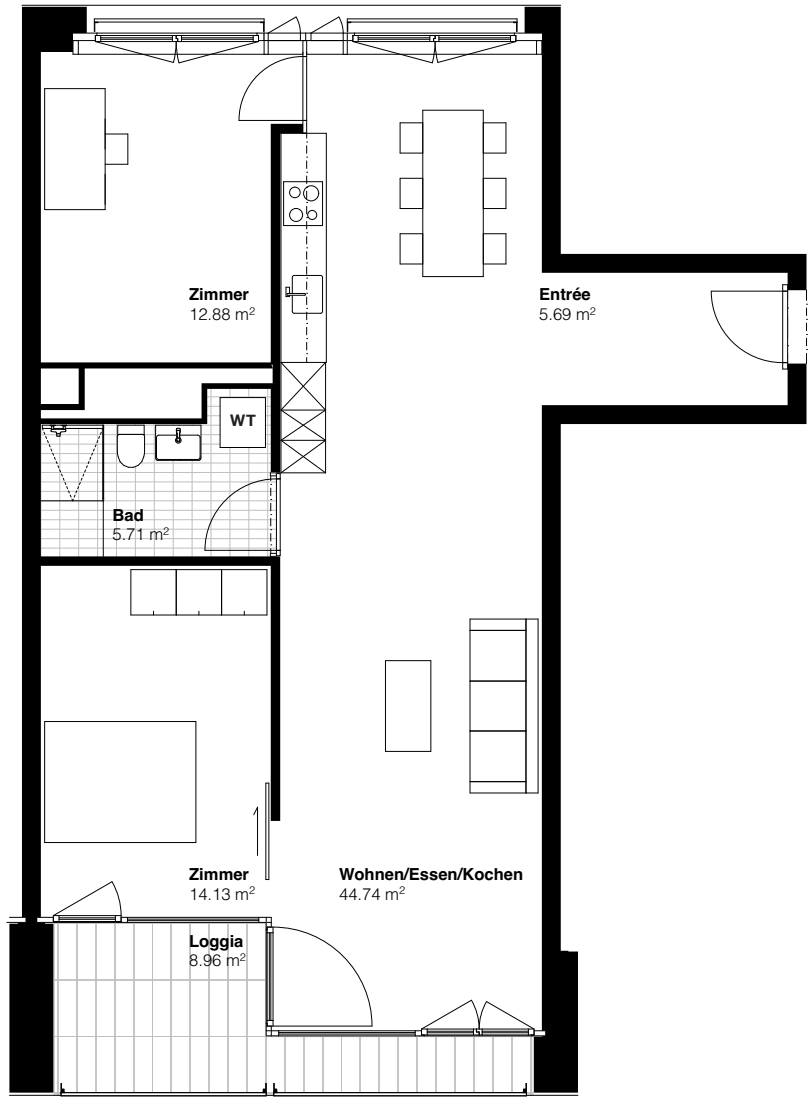 Zimmer
12.88 m²
Entrée
5.69 m²
WT
Bad
5.71 m²
Zimmer
14.13 m²
Wohnen/Essen/Kochen
44.74 m²
Loggia
8.96 m²